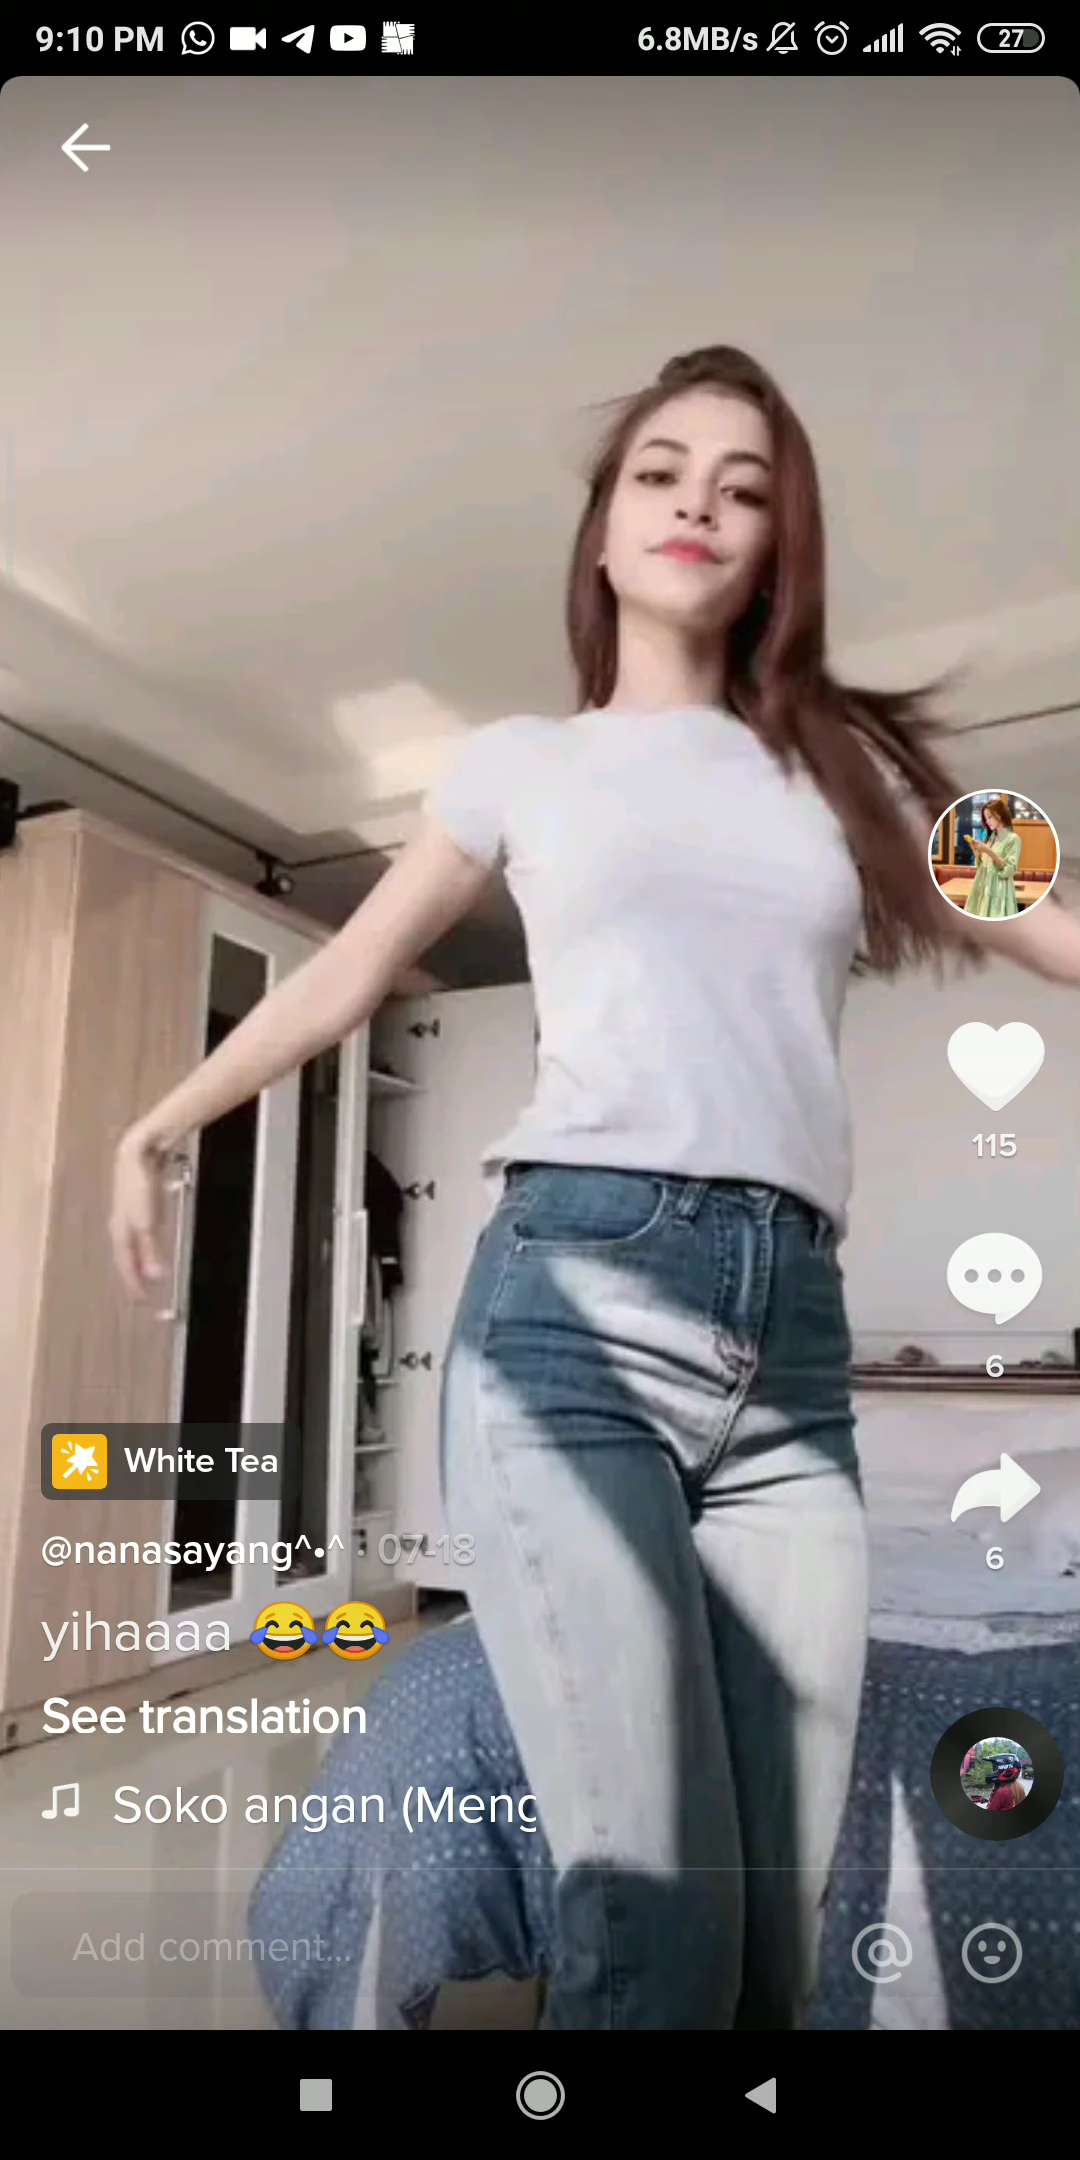 9:10 PM
6.8MB/s
27
115
6
6
White Tea
@nanasayang^•^ · 07-18
yihaaaa 😂😂
See translation
Soko angan (Meng
Add comment...